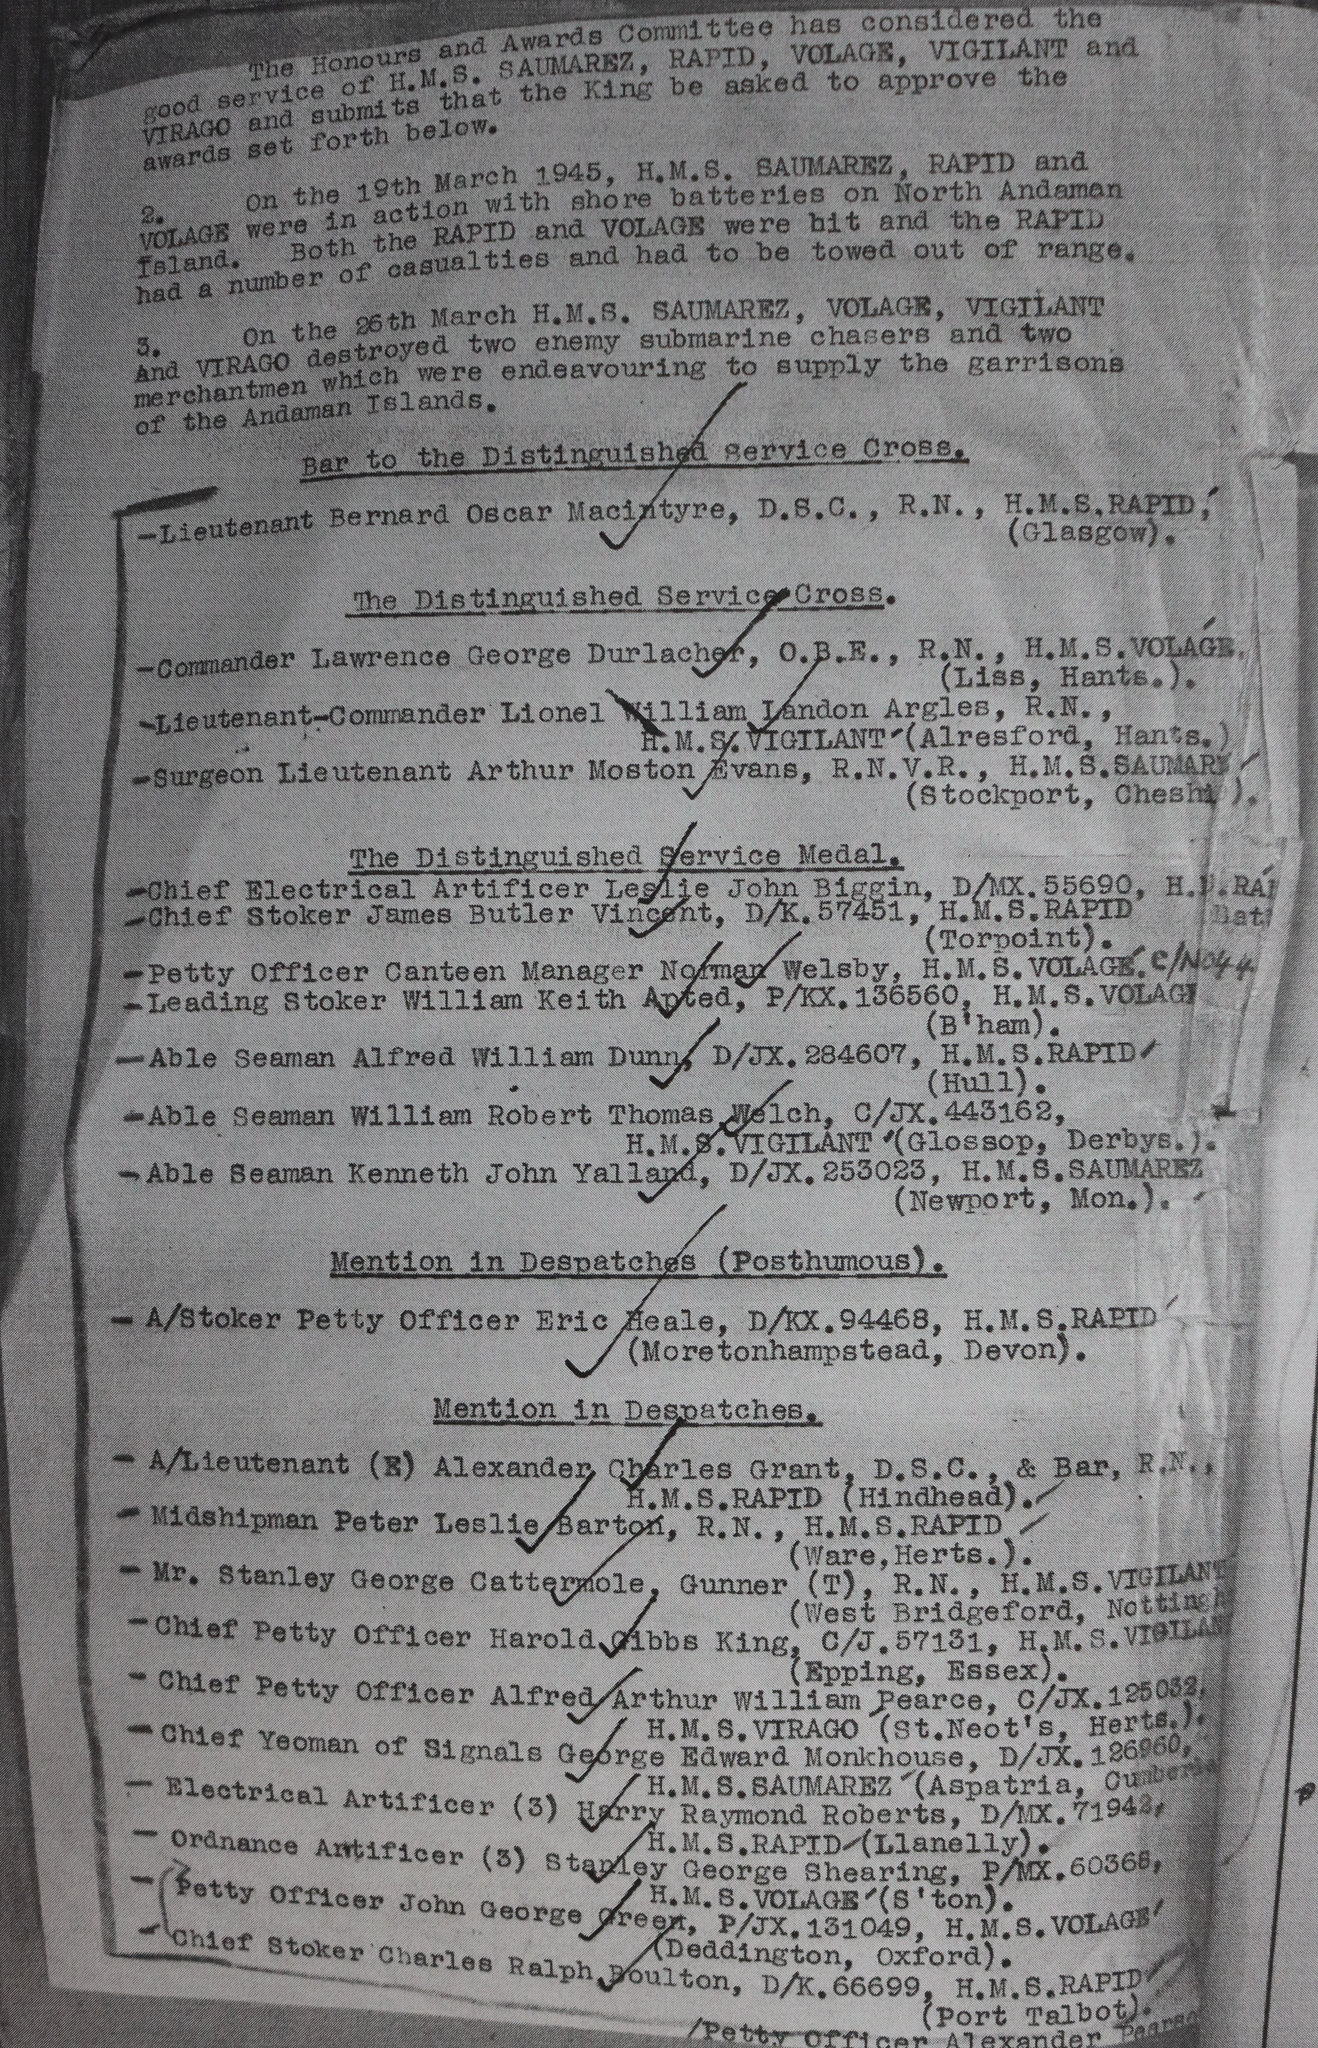 The Honours and Awards Committee has considered the
good service of H.M.S. SAUMAREZ, RAPID, VOLAGE, VIGILANT and
VIRAGO and submits that the King be asked to approve the
awards set forth below.
2. On the 19th March 1945, H.M.S. SAUMAREZ, RAPID and
VOLAGE were in action with shore batteries on North Andaman
Island. Both the RAPID and VOLAGE were hit and the RAPID
had a number of casualties and had to be towed out of range.
3. On the 26th March H.M.S. SAUMAREZ, VOLAGE, VIGILANT
And VIRAGO destroyed two enemy submarine chasers and two
merchantmen which were endeavouring to supply the garrisons
of the Andaman Islands.
Bar to the Distinguished Service Cross.
-Lieutenant Bernard Oscar Macintyre, D.S.C., R.N., H.M.S.RAPID,
(Glasgow).
The Distinguished Service Cross.
-Commander Lawrence George Durlacher, O.B.E., R.N., H.M.S.VOLAGE.
(Liss, Hants.).
-Lieutenant-Commander Lionel William Landon Argles, R.N.,
H.M.S.VIGILANT (Alresford, Hants.)
-Surgeon Lieutenant Arthur Moston Evans, R.N.V.R., H.M.S.SAUMAR
(Stockport, Cheshi ).
The Distinguished Service Medal.
-Chief Electrical Artificer Leslie John Biggin, D/MX.55690,
-Chief Stoker James Butler Vincent, D/K.57451, H.M.S.RAPID
(Torpoint).
-Petty Officer Canteen Manager Norman Welsby, H.M.S.VOLAGE. C/N044
-Leading Stoker William Keith Apted, P/KX.136560, H.M.S.VOLAGE
(B'ham).
-Able Seaman Alfred William Dunn, D/JX.284607, H.M.S.RAPID
(Hull).
-Able Seaman William Robert Thomas Welch, C/JX.443162,
H.M.S.VIGILANT (Glossop, Derbys.).
-Able Seaman Kenneth John Yalland, D/JX.253023, H.M.S.SAUMAREZ
(Newport, Mon.).
Mention in Despatches (Posthumous).
- A/Stoker Petty Officer Eric Heale, D/KX.94468, H.M.S.RAPID
(Moretonhampstead, Devon).
Mention in Despatches.
- A/Lieutenant (E) Alexander Charles Grant, D.S.C., & Bar, R.N.,
H.M.S.RAPID (Hindhead).
- Midshipman Peter Leslie Barton, R.N., H.M.S.RAPID
(Ware,Herts.).
- Mr. Stanley George Cattermole, Gunner (T), R.N., H.M.S.VIGILANT
(West Bridgeford, Nottingh
- Chief Petty Officer Harold Gibbs King, C/J.57131, H.M.S.VIGILANT
(Epping, Essex).
- Chief Petty Officer Alfred Arthur William Pearce, C/JX.125032,
H.M.S.VIRAGO (St.Neot's, Herts.).
- Chief Yeoman of Signals George Edward Monkhouse, D/JX.126960,
H.M.S.SAUMAREZ (Aspatria, Cumberla
- Electrical Artificer (3) Harry Raymond Roberts, D/MX.71942,
H.M.S.RAPID (Llanelly).
- Ordnance Artificer (3) Stanley George Shearing, P/MX.60368,
H.M.S.VOLAGE (S'ton).
- Petty Officer John George Green, P/JX.131049, H.M.S.VOLAGE
(Deddington, Oxford).
- Chief Stoker Charles Ralph Boulton, D/K.66699, H.M.S.RAPID
(Port Talbot).
/Petty Officer Alexander